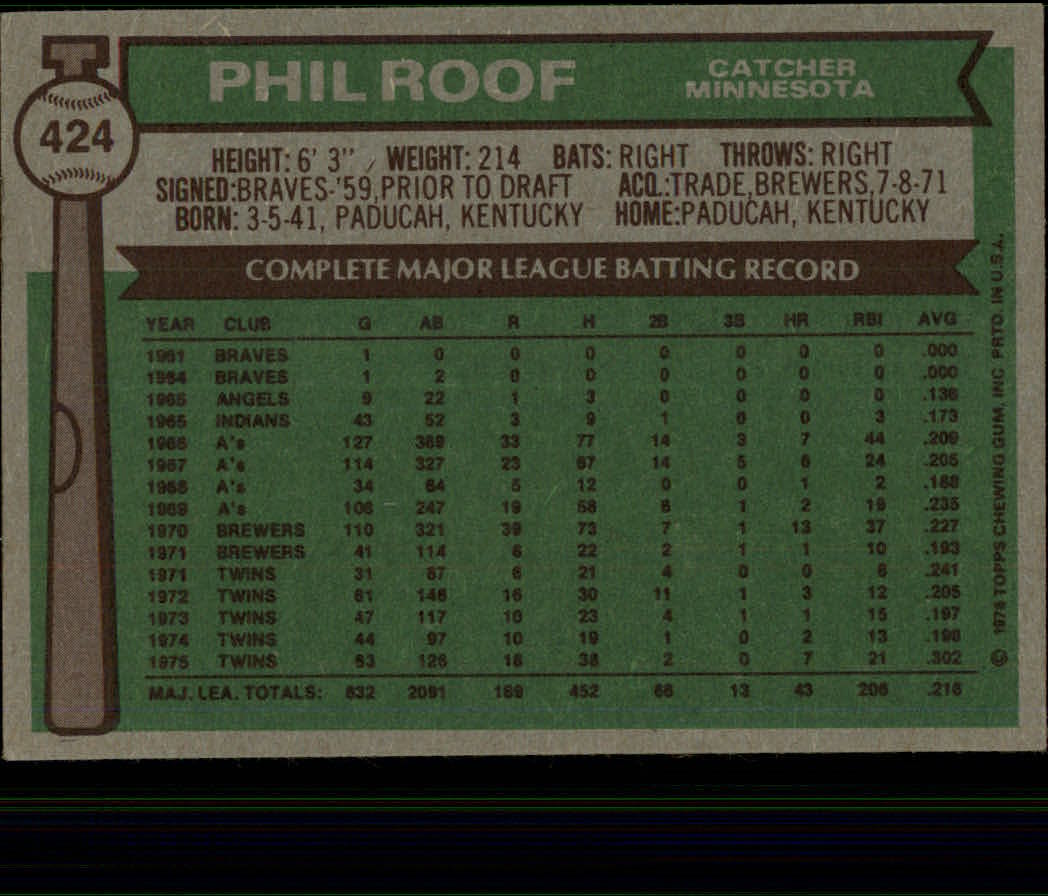 424
PHIL ROOF
CATCHER
MINNESOTA
HEIGHT: 6' 3" WEIGHT: 214 BATS: RIGHT THROWS: RIGHT
SIGNED:BRAVES-'59,PRIOR TO DRAFT ACQ.:TRADE,BREWERS,7-8-71
BORN: 3-5-41, PADUCAH, KENTUCKY HOME:PADUCAH, KENTUCKY
COMPLETE MAJOR LEAGUE BATTING RECORD
YEAR CLUB G AB R H 2B 3B HR RBI AVG
1961 BRAVES 1 0 0 0 0 0 0 0 .000
1964 BRAVES 1 2 0 0 0 0 0 0 .000
1965 ANGELS 9 22 1 3 0 0 0 0 .136
1965 INDIANS 43 52 3 9 1 0 0 3 .173
1966 A's 127 369 33 77 14 3 7 44 .209
1967 A's 114 327 23 67 14 5 6 24 .205
1968 A's 34 64 5 12 0 0 1 2 .188
1969 A's 106 247 19 58 6 1 2 19 .235
1970 BREWERS 110 321 39 73 7 1 13 37 .227
1971 BREWERS 41 114 6 22 2 1 1 10 .193
1971 TWINS 31 87 6 21 4 0 0 6 .241
1972 TWINS 61 146 16 30 11 1 3 12 .205
1973 TWINS 47 117 10 23 4 1 1 15 .197
1974 TWINS 44 97 10 19 1 0 2 13 .196
1975 TWINS 63 126 18 38 2 0 7 21 .302
MAJ. LEA. TOTALS: 832 2091 189 452 66 13 43 206 .216
© 1976 TOPPS CHEWING GUM, INC. PRTD. IN U.S.A.